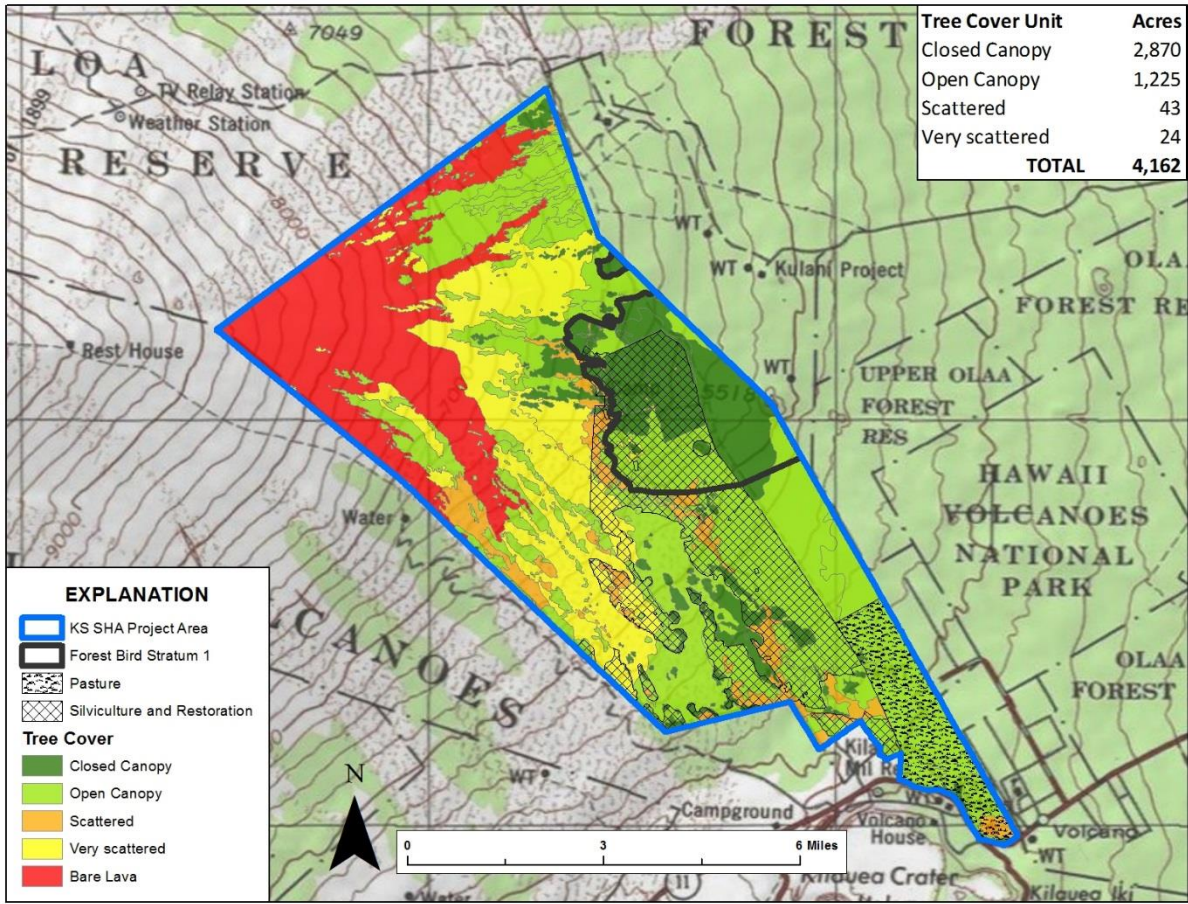 FOREST
7049
LOA
TV Relay Station
1899
Weather Station
RESERVE
8000
Tree Cover Unit Acres
Closed Canopy 2,870
Open Canopy 1,225
Scattered 43
Very scattered 24
TOTAL 4,162
WT
WT
Kulani Project
FOREST RE
Rest House
WT
5518
UPPER OLAA
FOREST
RES
HAWAII
VOLCANOES
NATIONAL
PARK
Water
9000
OLAA
FOREST
EXPLANATION
KS SHA Project Area
Forest Bird Stratum 1
Pasture
Silviculture and Restoration
Tree Cover
Closed Canopy
Open Canopy
Scattered
Very scattered
Bare Lava
N
WT
Campground
Volcano
House
Volcano
WT
0 3 6 Miles
11
Kilauea Crater
Kilauea Iki
Water